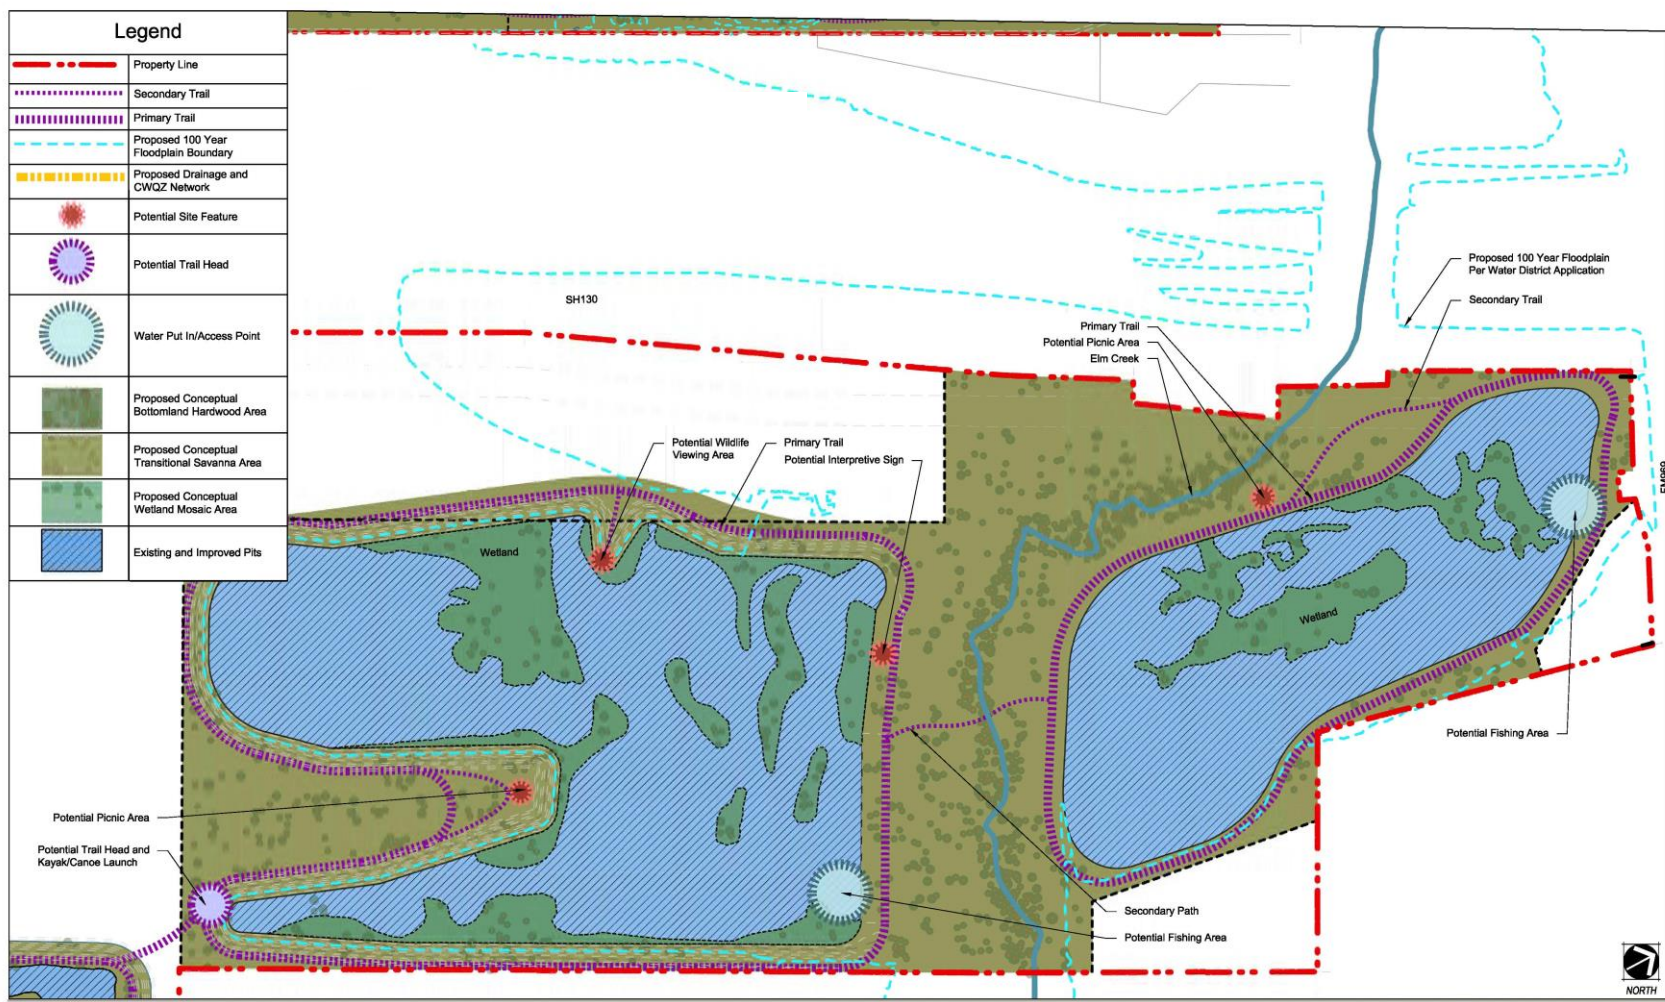 Legend
Property Line
Secondary Trail
Primary Trail
Proposed 100 Year
Floodplain Boundary
Proposed Drainage and
CWQZ Network
Potential Site Feature
Potential Trail Head
Water Put In/Access Point
Proposed Conceptual
Bottomland Hardwood Area
Proposed Conceptual
Transitional Savanna Area
Proposed Conceptual
Wetland Mosaic Area
Existing and Improved Pits
SH130
Proposed 100 Year Floodplain
Per Water District Application
Secondary Trail
Primary Trail
Potential Picnic Area
Elm Creek
Potential Wildlife
Viewing Area
Primary Trail
Potential Interpretive Sign
FM969
Wetland
Wetland
Potential Fishing Area
Potential Picnic Area
Potential Trail Head and
Kayak/Canoe Launch
Secondary Path
Potential Fishing Area
NORTH